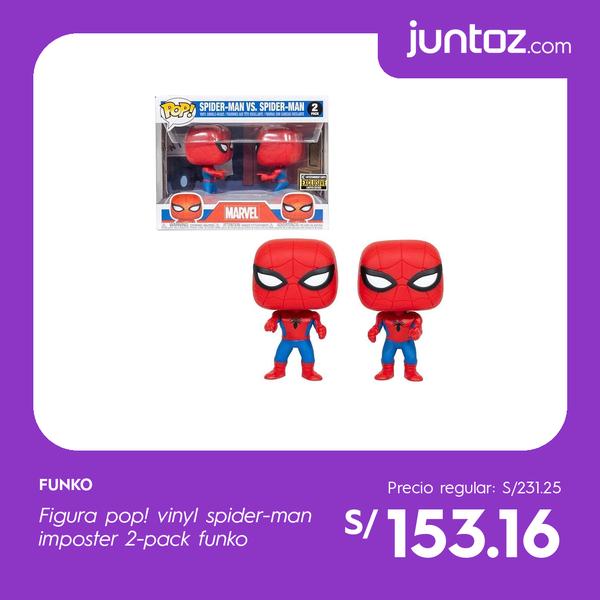 juntoz.com
POP!
SPIDER-MAN VS. SPIDER-MAN
2
PACK
EXCLUSIVE
MARVEL
FUNKO
Figura pop! vinyl spider-man
imposter 2-pack funko
Precio regular: S/231.25
S/153.16